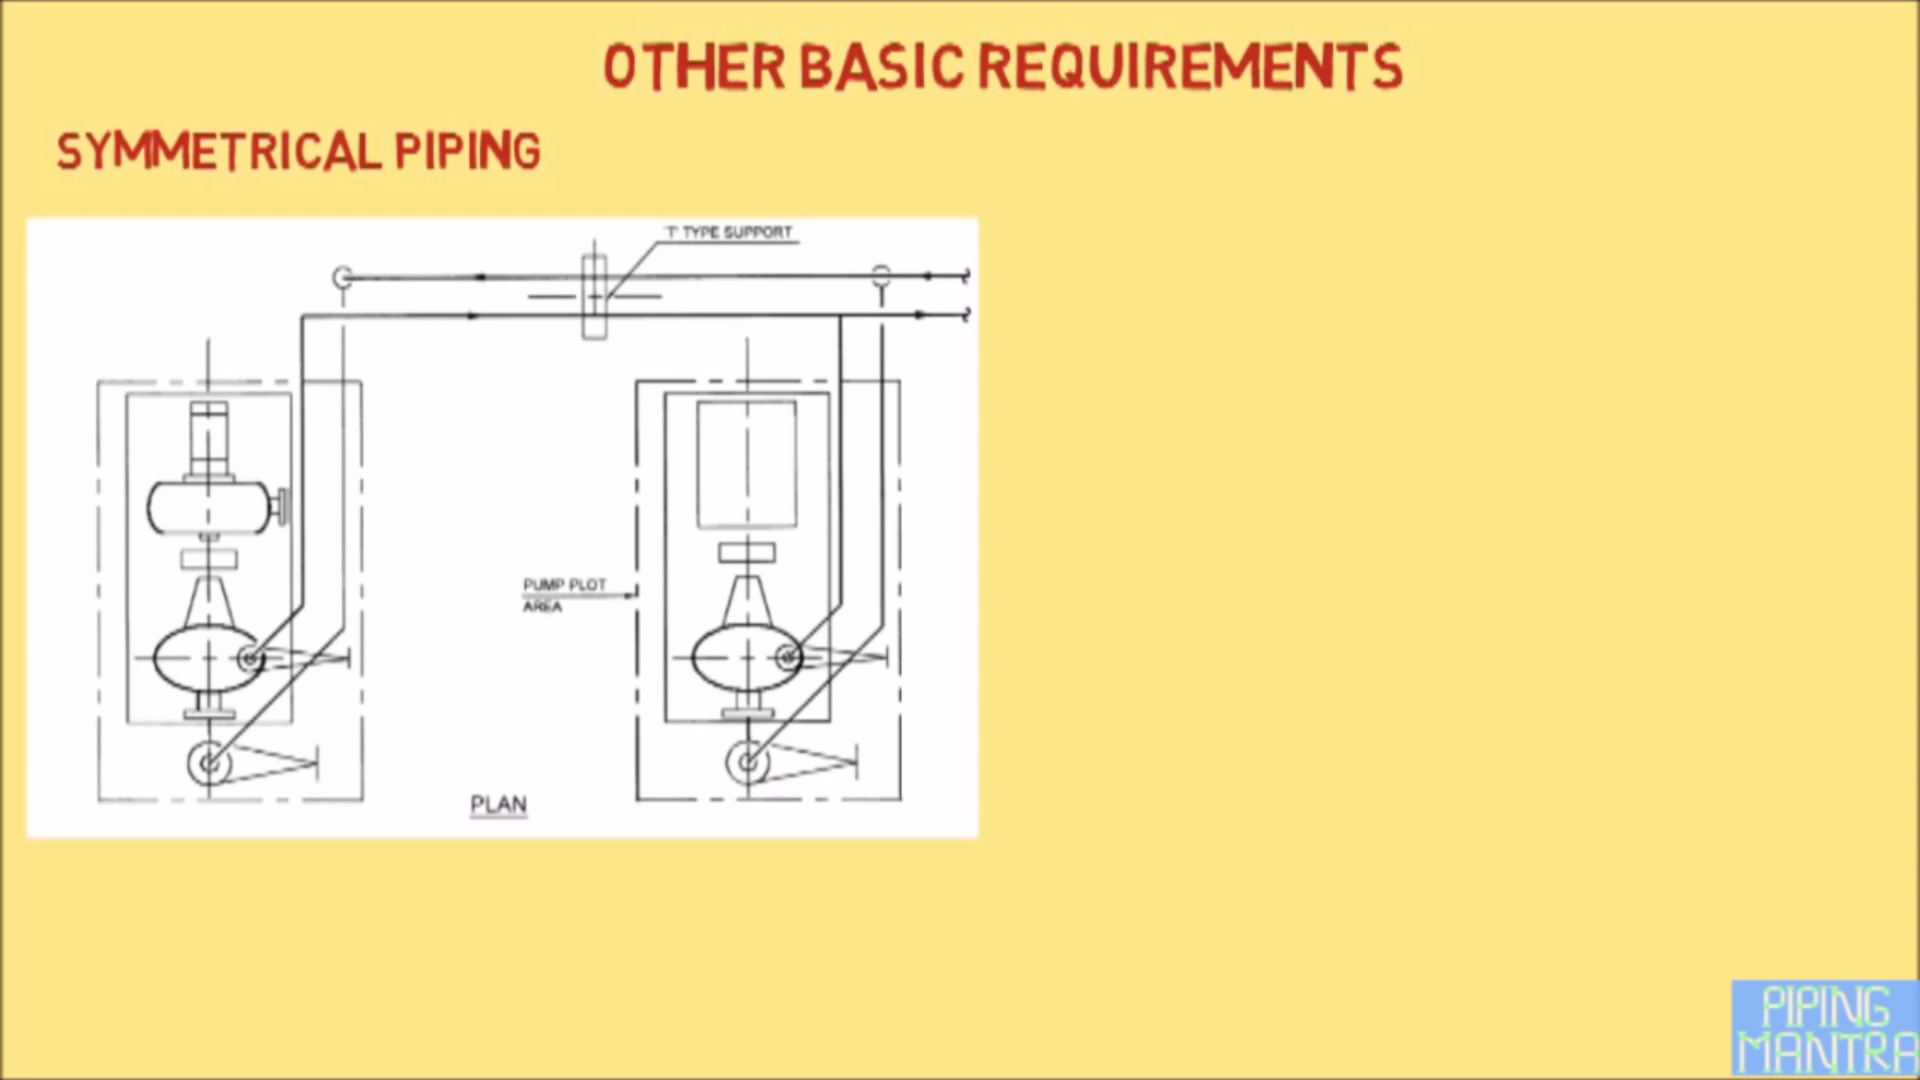 OTHER BASIC REQUIREMENTS
SYMMETRICAL PIPING
'T' TYPE SUPPORT
PUMP PLOT
AREA
PLAN
PIPING
MANTRA